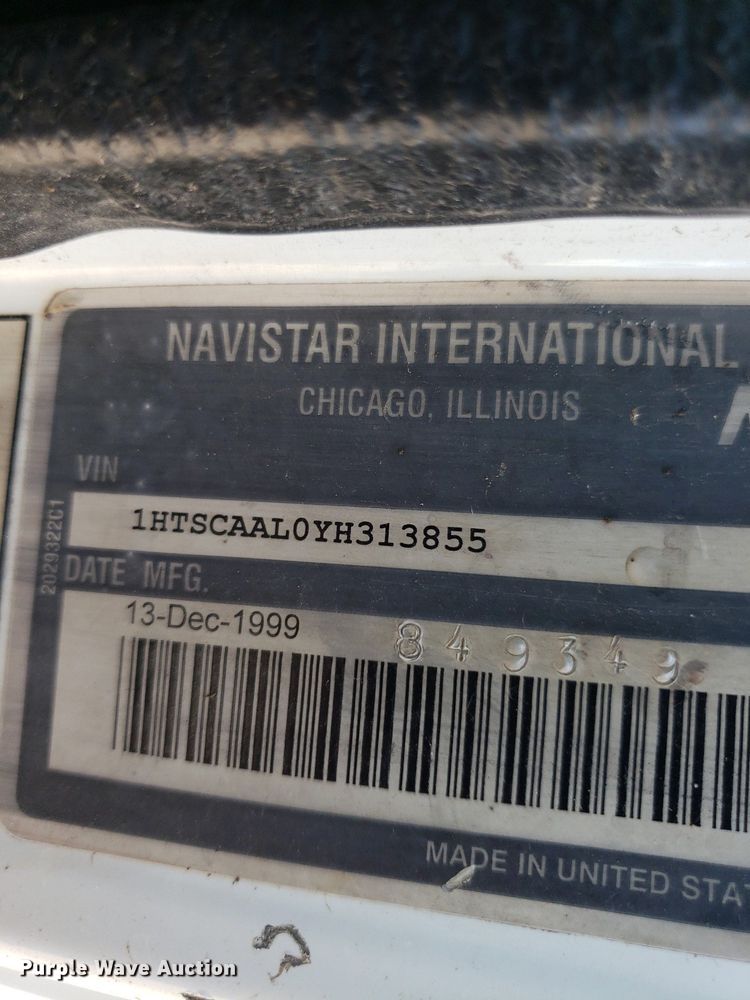 NAVISTAR INTERNATIONAL
CHICAGO, ILLINOIS
VIN
1HTSCAAL0YH313855
2029322C1
DATE MFG.
13-Dec-1999
849349
MADE IN UNITED STA
Purple Wave Auction